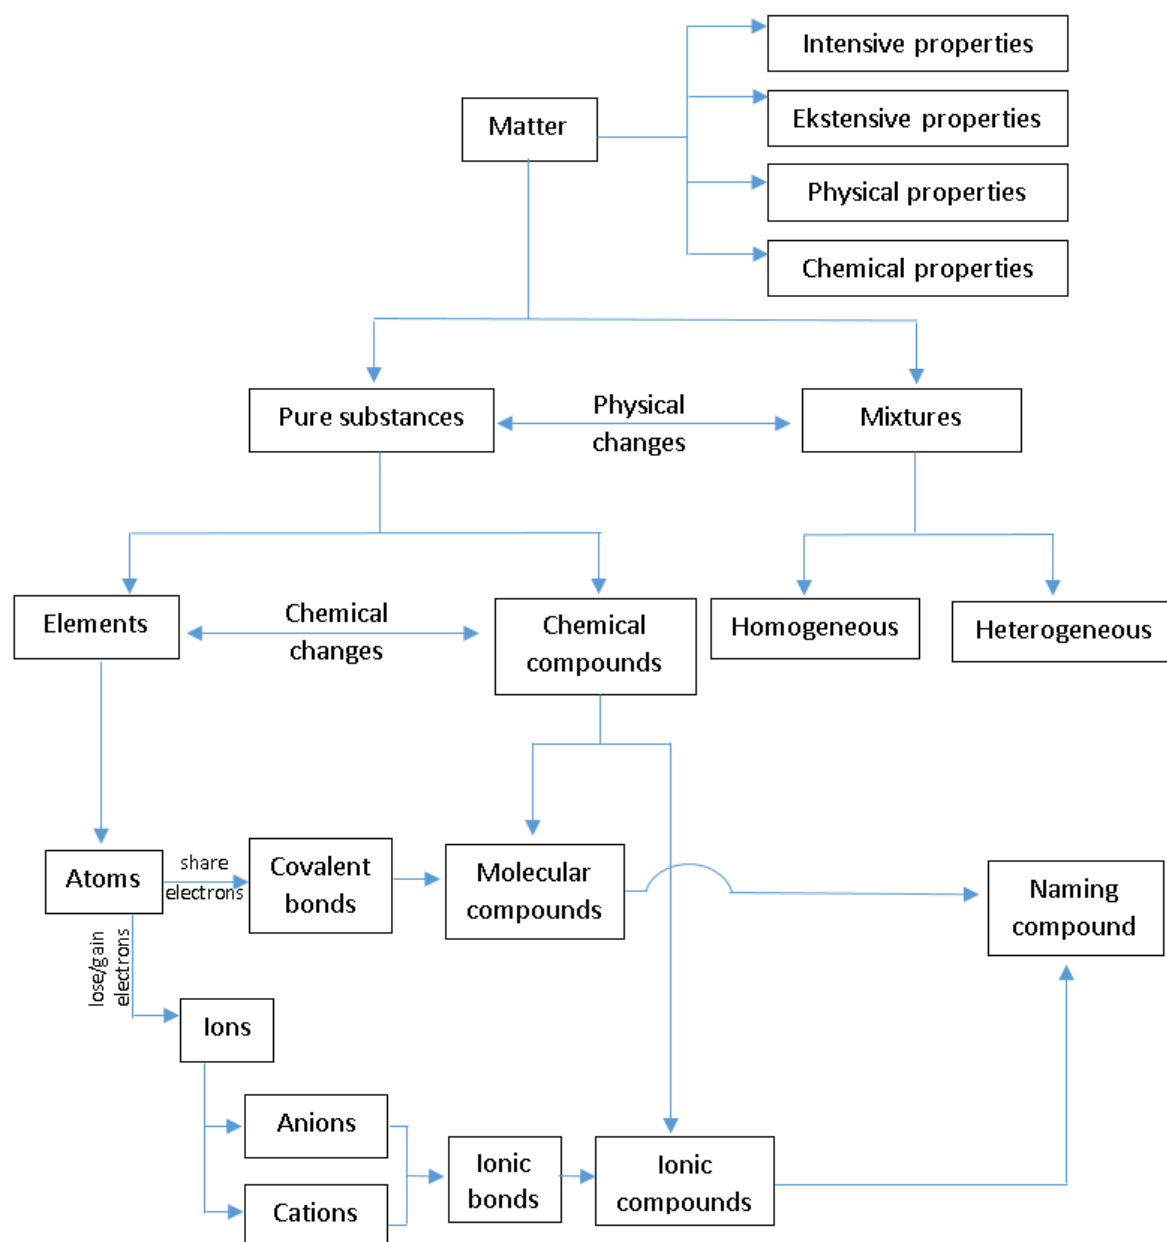 Intensive properties
Matter
Ekstensive properties
Physical properties
Chemical properties
Pure substances
Physical
changes
Mixtures
Elements
Chemical
changes
Chemical
compounds
Homogeneous
Heterogeneous
Atoms
share
electrons
Covalent
bonds
Molecular
compounds
Naming
compound
lose/gain
electrons
Ions
Anions
Cations
Ionic
bonds
Ionic
compounds